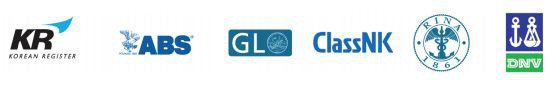 KR
KOREAN REGISTER
ABS
GL
ClassNK
RINA
1861
DNV